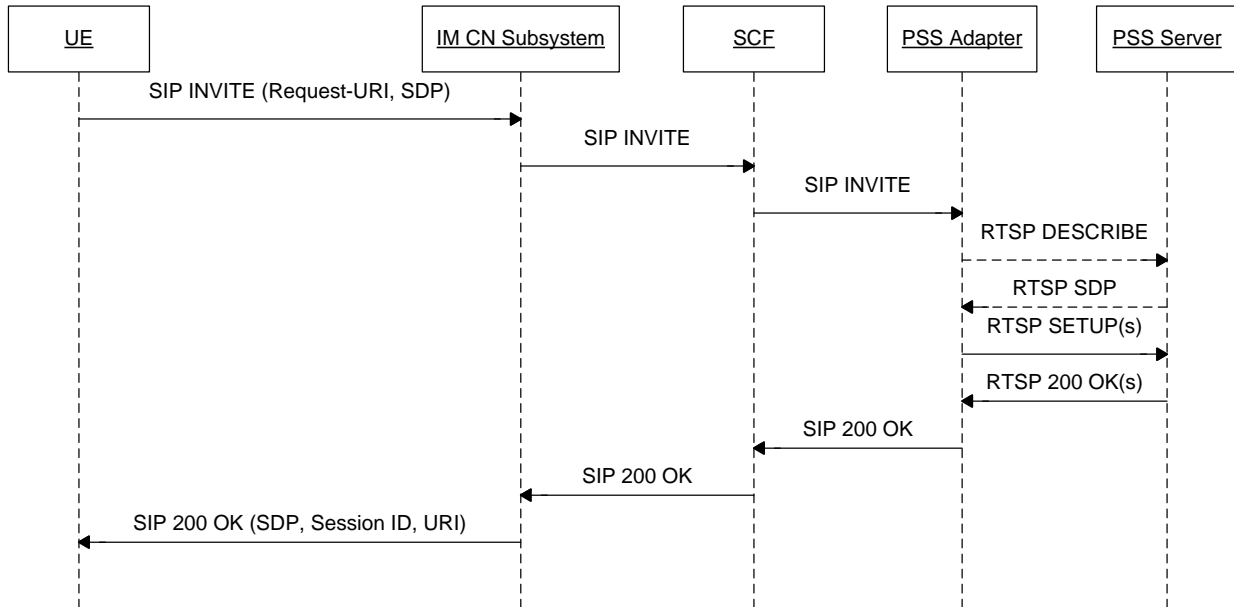 UE
IM CN Subsystem
SCF
PSS Adapter
PSS Server
SIP INVITE (Request-URI, SDP)
SIP INVITE
SIP INVITE
RTSP DESCRIBE
RTSP SDP
RTSP SETUP(s)
RTSP 200 OK(s)
SIP 200 OK
SIP 200 OK
SIP 200 OK (SDP, Session ID, URI)